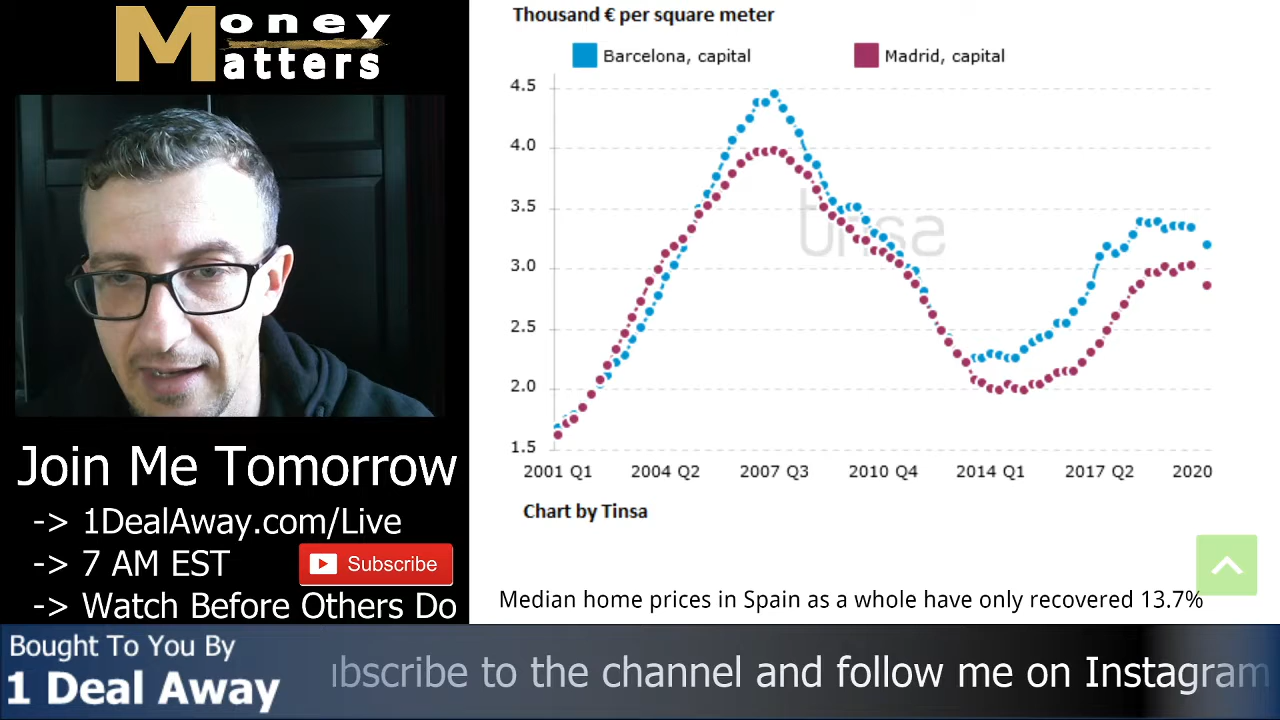 Money
Matters
Join Me Tomorrow
-> 1DealAway.com/Live
-> 7 AM EST
Subscribe
-> Watch Before Others Do
Thousand € per square meter
Barcelona, capital
Madrid, capital
4.5
4.0
3.5
3.0
2.5
2.0
1.5
tinsa
2001 Q1 2004 Q2 2007 Q3 2010 Q4 2014 Q1 2017 Q2 2020
Chart by Tinsa
Median home prices in Spain as a whole have only recovered 13.7%
Bought To You By
1 Deal Away
ubscribe to the channel and follow me on Instagram